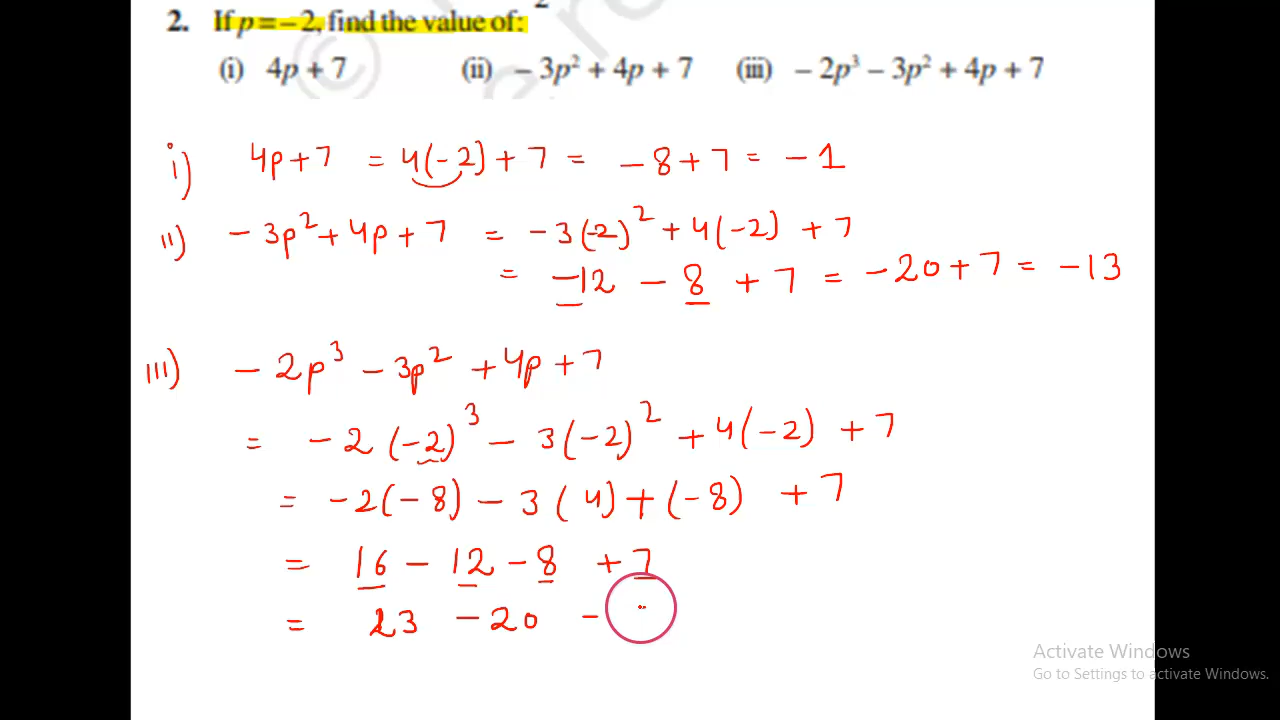 2. If p = – 2, find the value of:
(i) 4p + 7 (ii) – 3p² + 4p + 7 (iii) – 2p³ – 3p² + 4p + 7
i) 4p+7 = 4(-2)+7 = -8+7 = -1
ii) -3p²+4p+7 = -3(-2)²+4(-2)+7
= -12 - 8 + 7 = -20+7 = -13
iii) -2p³ - 3p² + 4p + 7
= -2(-2)³ - 3(-2)² + 4(-2) + 7
= -2(-8) - 3(4) + (-8) + 7
= 16 - 12 - 8 + 7
= 23 - 20 -
Activate Windows
Go to Settings to activate Windows.